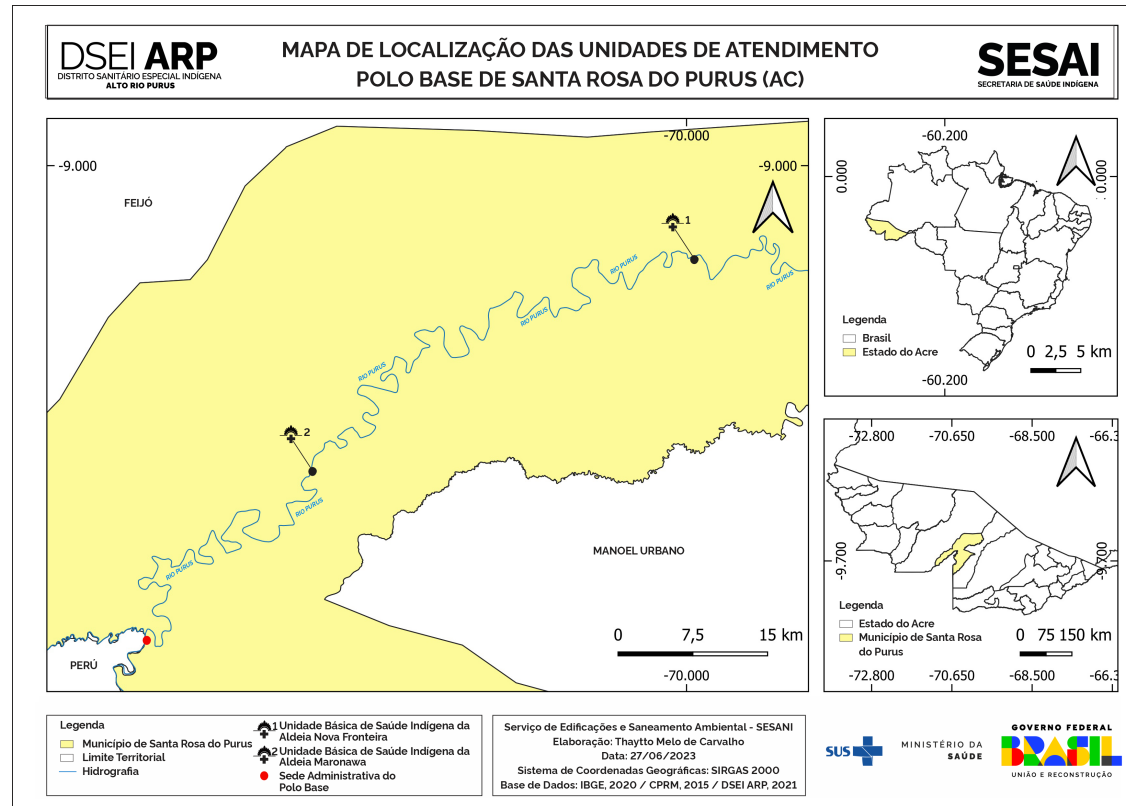 DSEI ARP
DISTRITO SANITÁRIO ESPECIAL INDÍGENA
ALTO RIO PURUS
MAPA DE LOCALIZAÇÃO DAS UNIDADES DE ATENDIMENTO
POLO BASE DE SANTA ROSA DO PURUS (AC)
SESAI
SECRETARIA DE SAÚDE INDÍGENA
-70.000
-9.000
-9.000
FEIJÓ
1
RIO PURUS
RIO PURUS
RIO PURUS
RIO PURUS
2
RIO PURUS
RIO PURUS
MANOEL URBANO
PERÚ
0 7,5 15 km
-70.000
-60.200
0.000
0.000
Legenda
Brasil
Estado do Acre
0 2,5 5 km
-60.200
-72.800 -70.650 -68.500 -66.3
-9.700
-9.700
Legenda
Estado do Acre
Município de Santa Rosa
do Purus
0 75 150 km
-72.800 -70.650 -68.500 -66.3
Legenda
Município de Santa Rosa do Purus
Limite Territorial
Hidrografia
1 Unidade Básica de Saúde Indígena da
Aldeia Nova Fronteira
2 Unidade Básica de Saúde Indígena da
Aldeia Maronawa
Sede Administrativa do
Polo Base
Serviço de Edificações e Saneamento Ambiental - SESANI
Elaboração: Thaytto Melo de Carvalho
Data: 27/06/2023
Sistema de Coordenadas Geográficas: SIRGAS 2000
Base de Dados: IBGE, 2020 / CPRM, 2015 / DSEI ARP, 2021
SUS
MINISTÉRIO DA
SAÚDE
GOVERNO FEDERAL
BRASIL
UNIÃO E RECONSTRUÇÃO